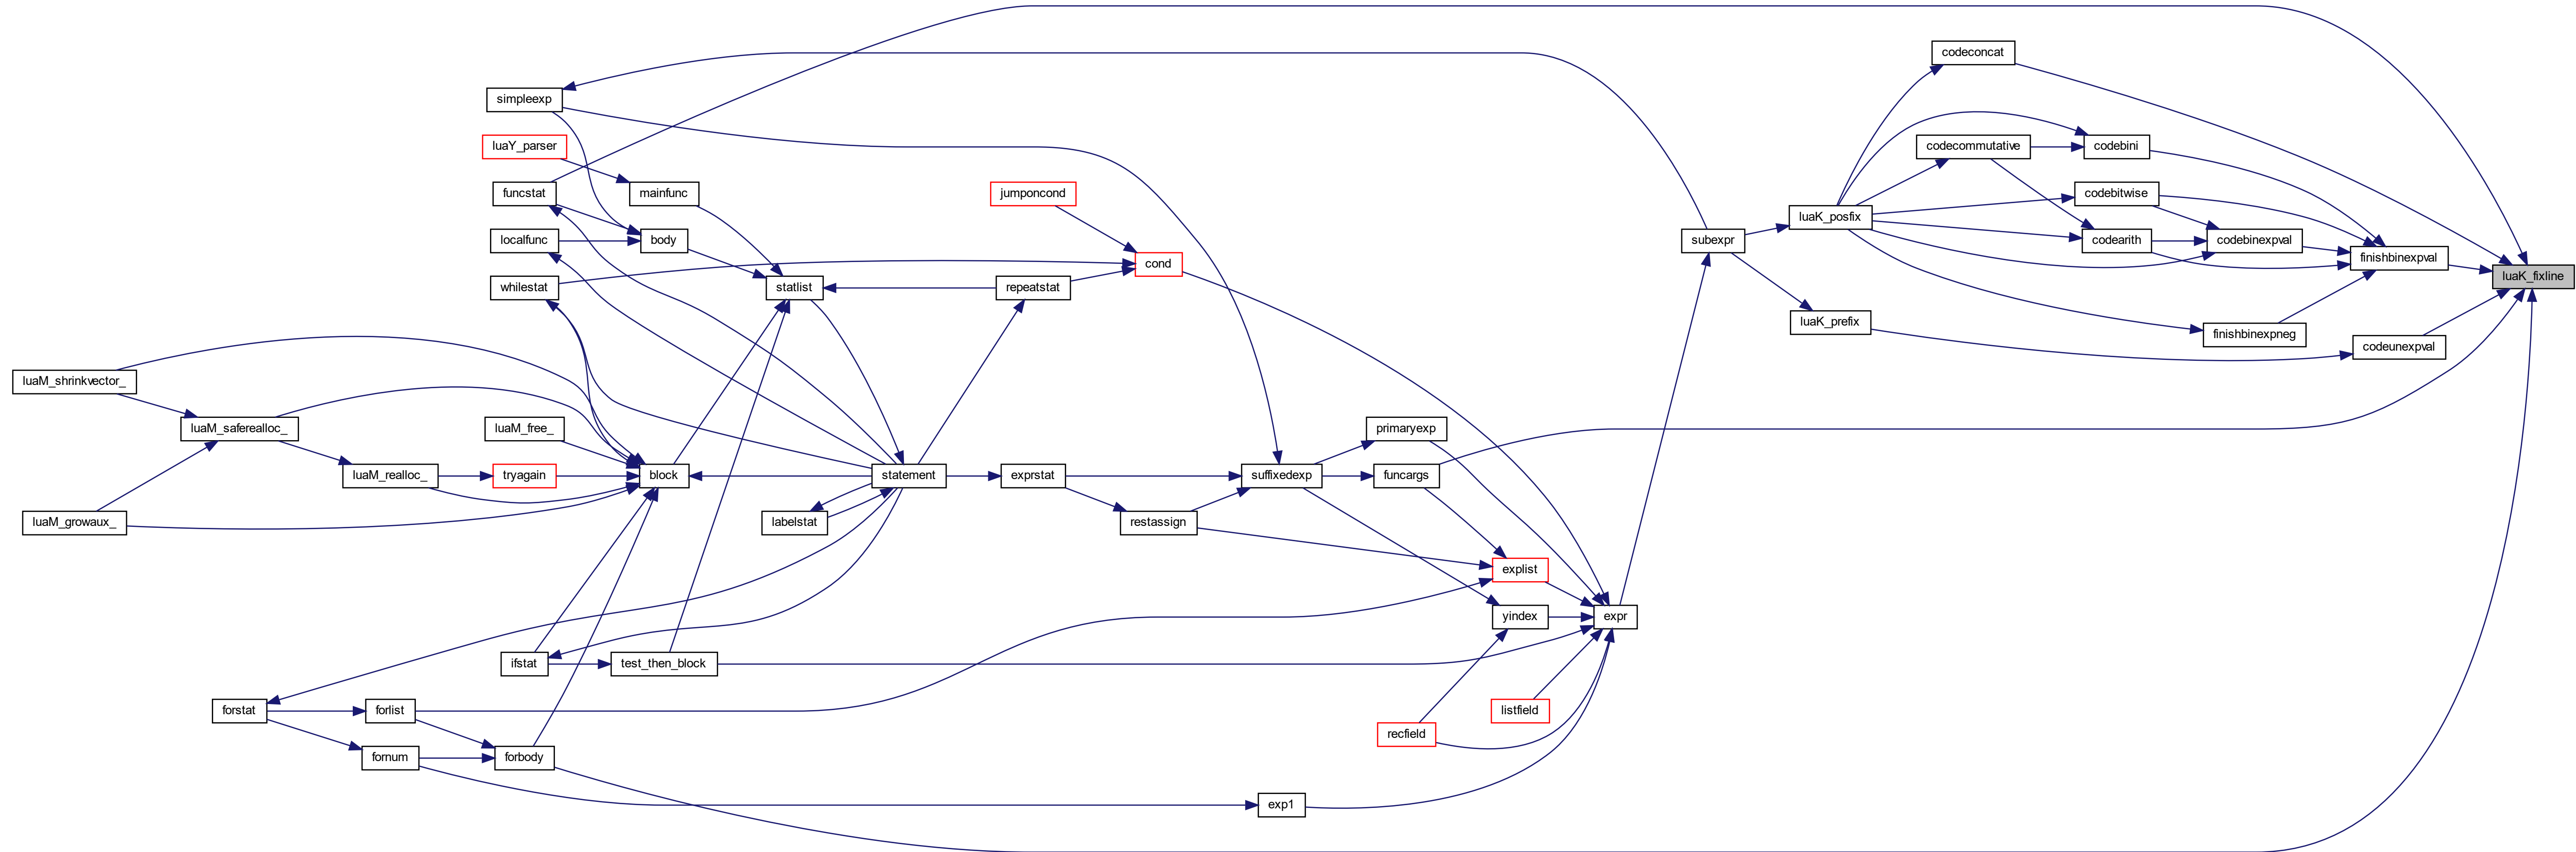 codeconcat
simpleexp
luaY_parser
codecommutative
codebini
funcstat
mainfunc
jumponcond
codebitwise
luaK_posfix
localfunc
body
subexpr
codearith
codebinexpval
finishbinexpval
cond
luaK_fixline
whilestat
statlist
repeatstat
luaK_prefix
finishbinexpneg
codeunexpval
luaM_shrinkvector_
luaM_saferealloc_
luaM_free_
primaryexp
luaM_realloc_
tryagain
block
statement
exprstat
suffixedexp
funcargs
luaM_growaux_
labelstat
restassign
explist
yindex
expr
ifstat
test_then_block
forstat
forlist
listfield
recfield
fornum
forbody
exp1